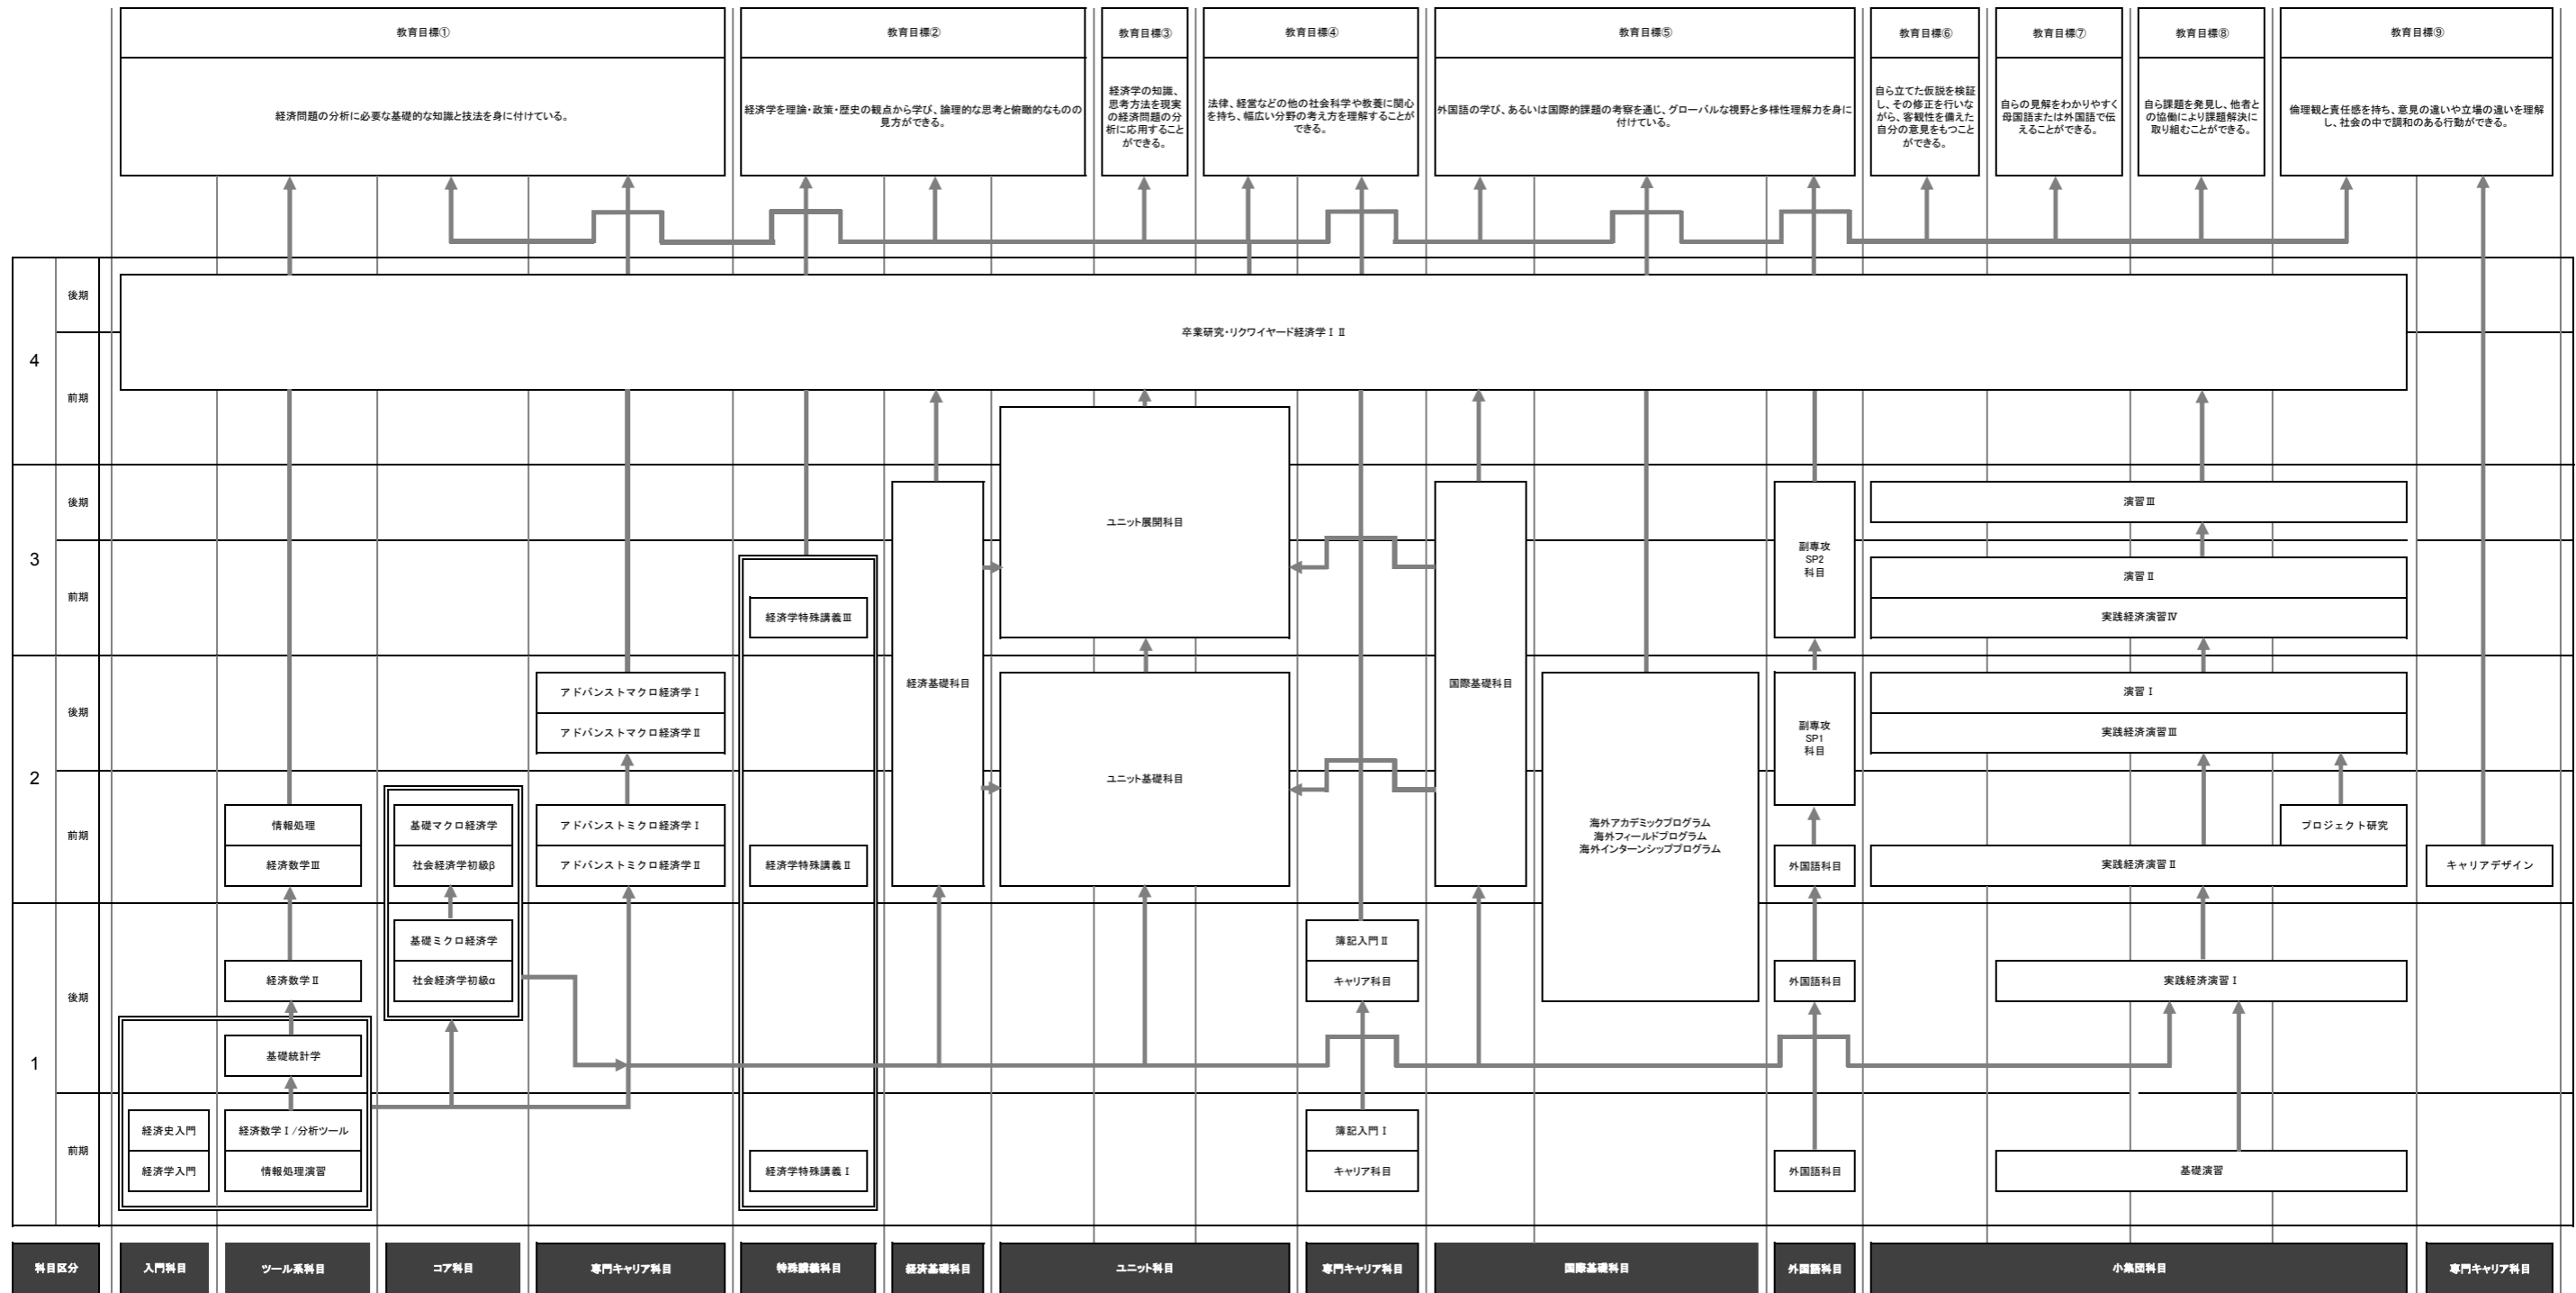 教育目標①
教育目標②
教育目標③
教育目標④
教育目標⑤
教育目標⑥
教育目標⑦
教育目標⑧
教育目標⑨
経済問題の分析に必要な基礎的な知識と技法を身に付けている。
経済学を理論・政策・歴史の観点から学び、論理的な思考と俯瞰的なものの
見方ができる。
経済学の知識、
思考方法を現実
の経済問題の分
析に応用すること
ができる。
法律、経営などの他の社会科学や教養に関心
を持ち、幅広い分野の考え方を理解することが
できる。
外国語の学び、あるいは国際的課題の考察を通じ、グローバルな視野と多様性理解力を身に
付けている。
自ら立てた仮説を検証
し、その修正を行いな
がら、客観性を備えた
自分の意見をもつこと
ができる。
自らの見解をわかりやすく
母国語または外国語で伝
えることができる。
自ら課題を発見し、他者と
の協働により課題解決に
取り組むことができる。
倫理観と責任感を持ち、意見の違いや立場の違いを理解
し、社会の中で調和のある行動ができる。
4
後期
前期
卒業研究・リクワイヤード経済学ⅠⅡ
3
後期
前期
ユニット展開科目
副専攻
SP2
科目
演習Ⅲ
演習Ⅱ
実践経済演習Ⅳ
経済学特殊講義Ⅲ
2
後期
前期
アドバンストマクロ経済学Ⅰ
アドバンストマクロ経済学Ⅱ
経済基礎科目
ユニット基礎科目
国際基礎科目
副専攻
SP1
科目
演習Ⅰ
実践経済演習Ⅲ
情報処理
経済数学Ⅲ
基礎マクロ経済学
社会経済学初級β
アドバンストミクロ経済学Ⅰ
アドバンストミクロ経済学Ⅱ
経済学特殊講義Ⅱ
海外アカデミックプログラム
海外フィールドプログラム
海外インターンシッププログラム
外国語科目
プロジェクト研究
実践経済演習Ⅱ
キャリアデザイン
1
後期
前期
経済数学Ⅱ
基礎統計学
基礎ミクロ経済学
社会経済学初級α
簿記入門Ⅱ
キャリア科目
外国語科目
実践経済演習Ⅰ
経済史入門
経済学入門
経済数学Ⅰ/分析ツール
情報処理演習
経済学特殊講義Ⅰ
簿記入門Ⅰ
キャリア科目
外国語科目
基礎演習
科目区分
入門科目
ツール系科目
コア科目
専門キャリア科目
特殊講義科目
経済基礎科目
ユニット科目
専門キャリア科目
国際基礎科目
外国語科目
小集団科目
専門キャリア科目